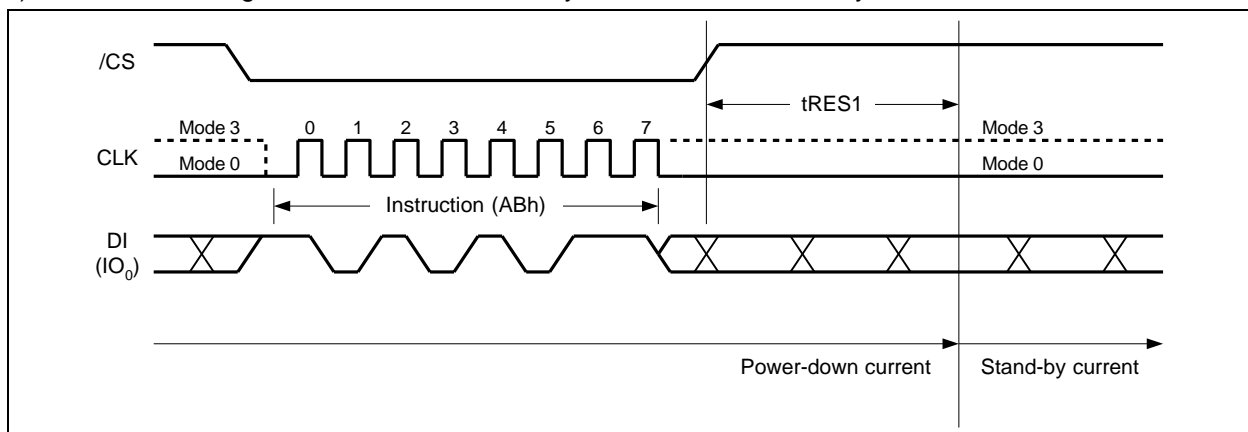 /CS
tRES1
0 1 2 3 4 5 6 7
Mode 3 Mode 3
CLK
Mode 0 Mode 0
Instruction (ABh)
DI
(IO0)
Power-down current Stand-by current